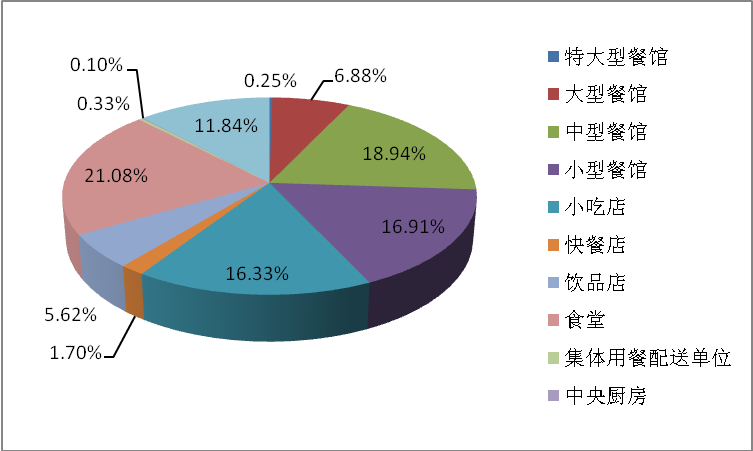 0.10%
0.33%
11.84%
0.25%
6.88%
18.94%
21.08%
16.91%
16.33%
5.62%
1.70%
特大型餐馆
大型餐馆
中型餐馆
小型餐馆
小吃店
快餐店
饮品店
食堂
集体用餐配送单位
中央厨房